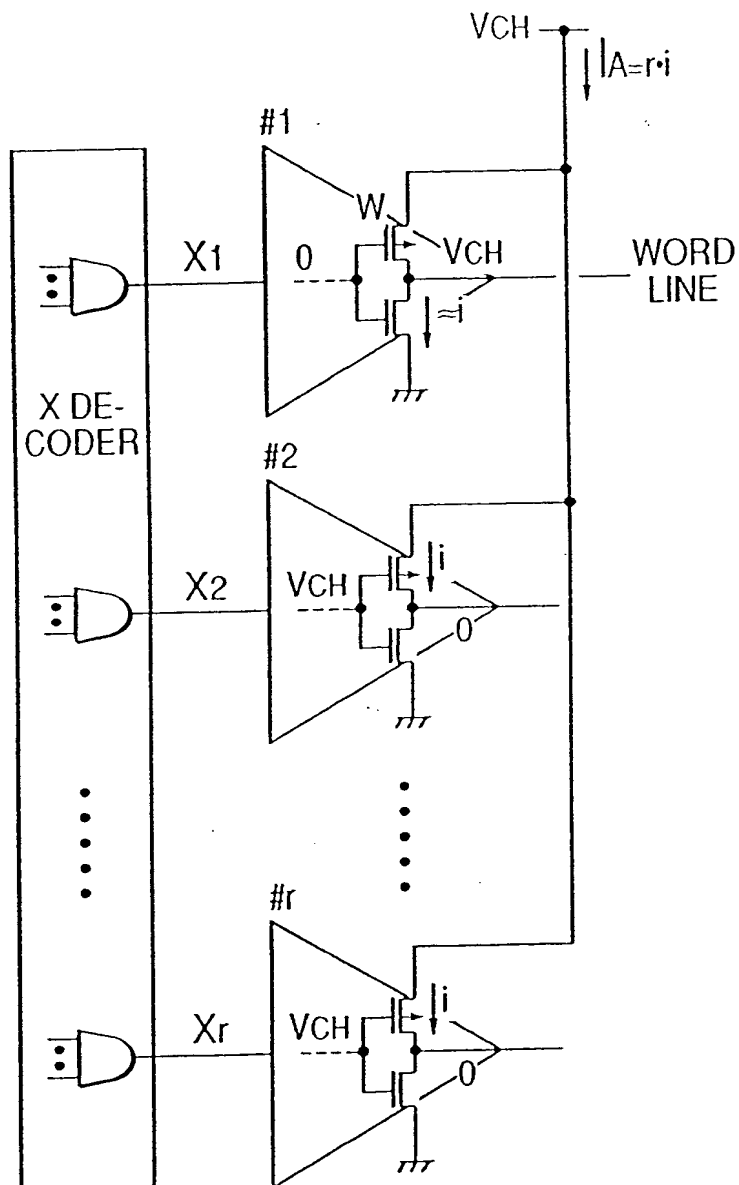 VCH
IA=r·i
#1
W
X1
0
VCH
WORD
LINE
≈i
X DE-
CODER
#2
i
X2
VCH
0
#r
i
Xr
VCH
0